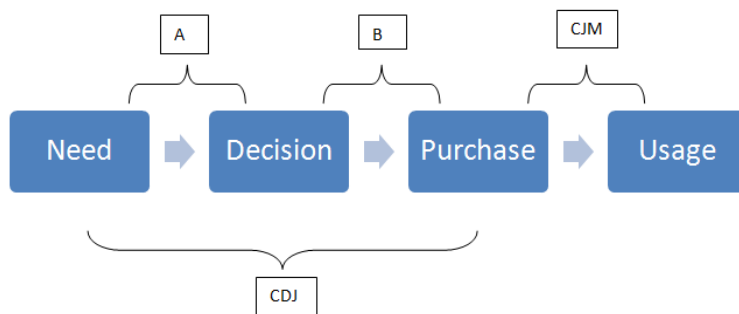 A
B
CJM
Need
Decision
Purchase
Usage
CDJ